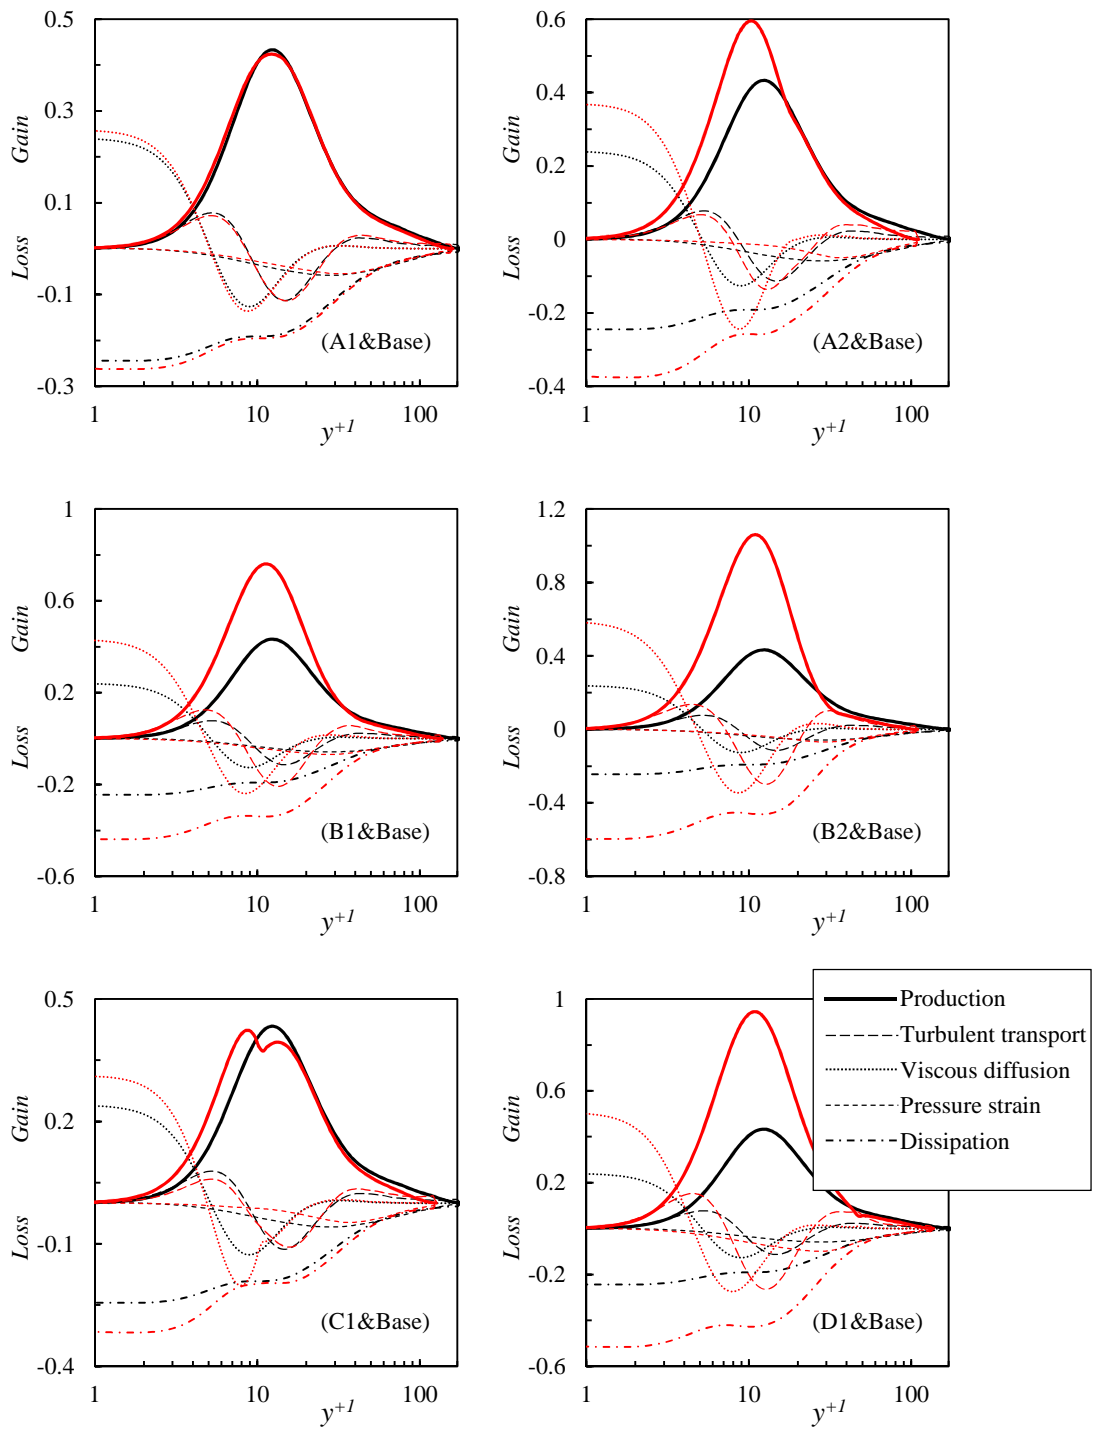 0.5
0.3
0.1
-0.1
-0.3
Gain
Loss
(A1&Base)
1
10
100
y+1
0.6
0.4
0.2
0
-0.2
-0.4
Gain
Loss
(A2&Base)
1
10
100
y+1
1
0.6
0.2
-0.2
-0.6
Gain
Loss
(B1&Base)
1
10
100
y+1
1.2
0.8
0.4
0
-0.4
-0.8
Gain
Loss
(B2&Base)
1
10
100
y+1
0.5
0.2
-0.1
-0.4
Gain
Loss
(C1&Base)
1
10
100
y+1
1
0.6
0.2
-0.2
-0.6
Gain
Loss
Production
Turbulent transport
Viscous diffusion
Pressure strain
Dissipation
(D1&Base)
1
10
100
y+1